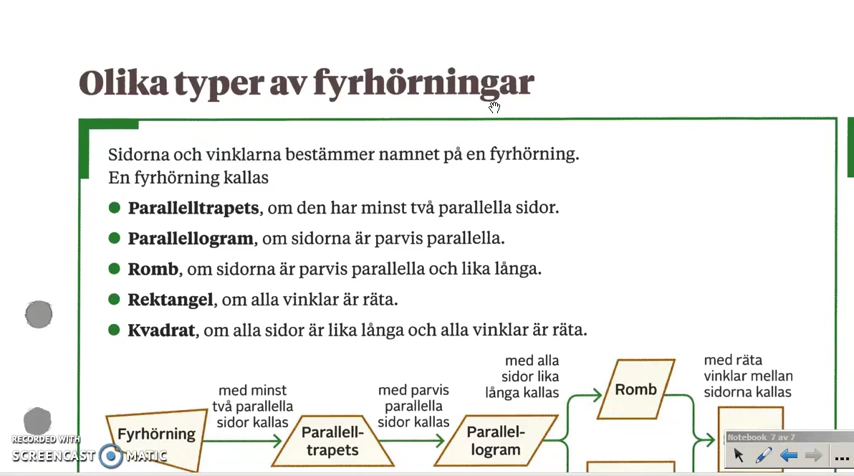 Olika typer av fyrhörningar
Sidorna och vinklarna bestämmer namnet på en fyrhörning.
En fyrhörning kallas
Parallelltrapets, om den har minst två parallella sidor.
Parallellogram, om sidorna är parvis parallella.
Romb, om sidorna är parvis parallella och lika långa.
Rektangel, om alla vinklar är räta.
Kvadrat, om alla sidor är lika långa och alla vinklar är räta.
med minst
två parallella
sidor kallas
med parvis
parallella
sidor kallas
med alla
sidor lika
långa kallas
med räta
vinklar mellan
sidorna kallas
Fyrhörning
Parallell-
trapets
Parallel-
logram
Romb
RECORDED WITH
SCREENCAST MATIC
Notebook 7 av 7